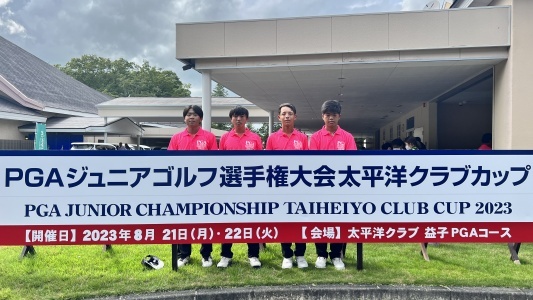 PGAジュニアゴルフ選手権大会太平洋クラブカップ
PGA JUNIOR CHAMPIONSHIP TAIHEIYO CLUB CUP 2023
【開催日】2023年8月 21日(月)・22日(火) 【会場】太平洋クラブ 益子PGAコース